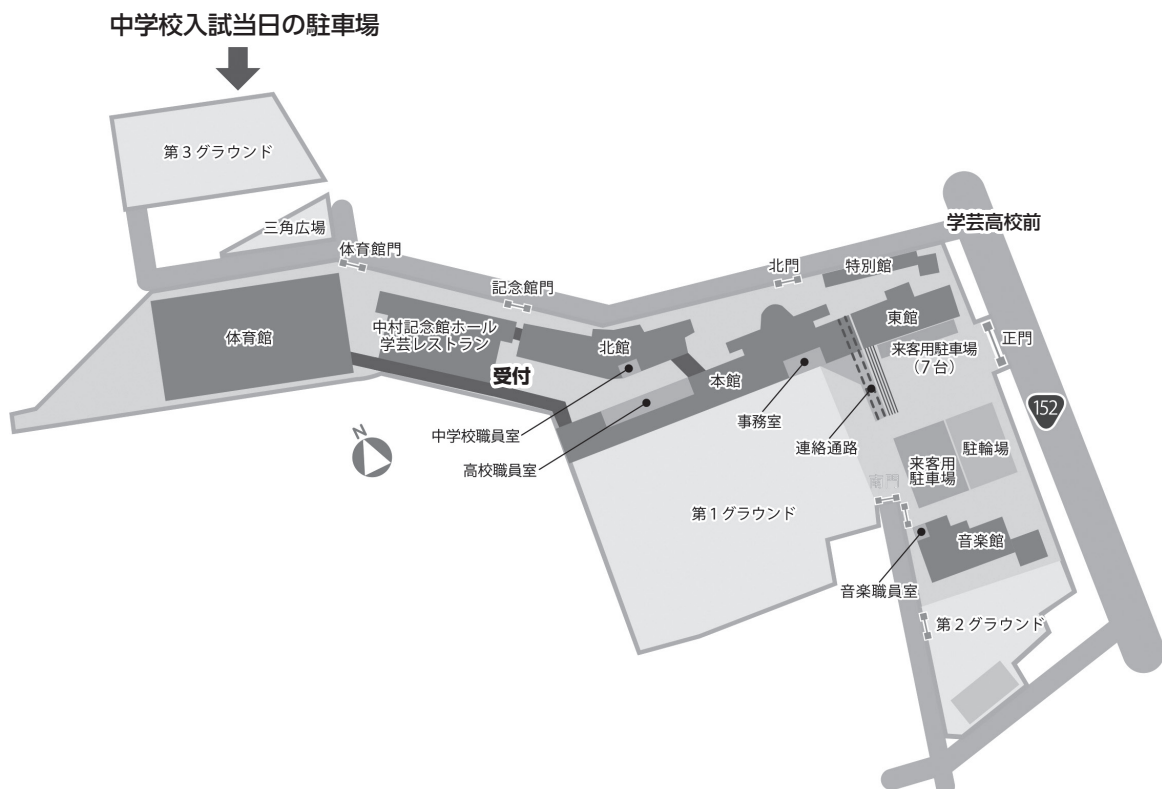 中学校入試当日の駐車場
第3グラウンド
三角広場
体育館門
記念館門
北門
特別館
学芸高校前
体育館
中村記念館ホール
学芸レストラン
北館
受付
本館
東館
来客用駐車場
(7台)
正門
152
N
中学校職員室
高校職員室
事務室
連絡通路
来客用
駐車場
駐輪場
第1グラウンド
音楽館
音楽職員室
第2グラウンド